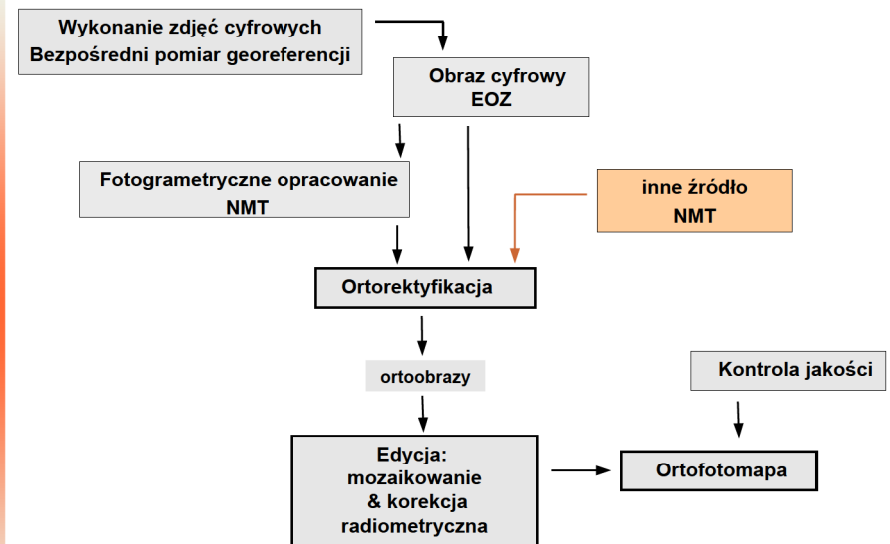 Wykonanie zdjęć cyfrowych
Bezpośredni pomiar georeferencji
Obraz cyfrowy
EOZ
Fotogrametryczne opracowanie
NMT
inne źródło
NMT
Ortorektyfikacja
ortoobrazy
Kontrola jakości
Edycja:
mozaikowanie
& korekcja
radiometryczna
Ortofotomapa